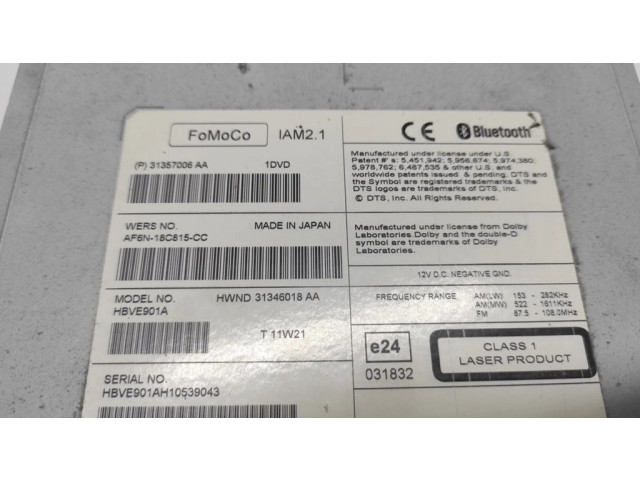 FoMoCo IAM2.1
(P) 31357006 AA 1DVD
WERS NO. MADE IN JAPAN
AF6N-18C815-CC
MODEL NO. HWND 31346018 AA
HBVE901A
T 11W21
SERIAL NO.
HBVE901AH10539043
CE Bluetooth
Manufactured under license under U.S.
Patent #'s: 5,451,942; 5,956,674; 5,974,380;
5,978,762; 6,487,535 & other U.S. and
worldwide patents issued & pending. DTS and
the Symbol are registered trademarks & the
DTS logos are trademarks of DTS, Inc.
© DTS, Inc. All Rights Reserved.
Manufactured under license from Dolby
Laboratories.Dolby and the double-D
symbol are trademarks of Dolby
Laboratories.
12V D.C. NEGATIVE GND.
FREQUENCY RANGE AM(LW) 153 - 282KHz
AM(MW) 522 - 1611KHz
FM 87.5 - 108.0MHz
e24
031832
CLASS 1
LASER PRODUCT